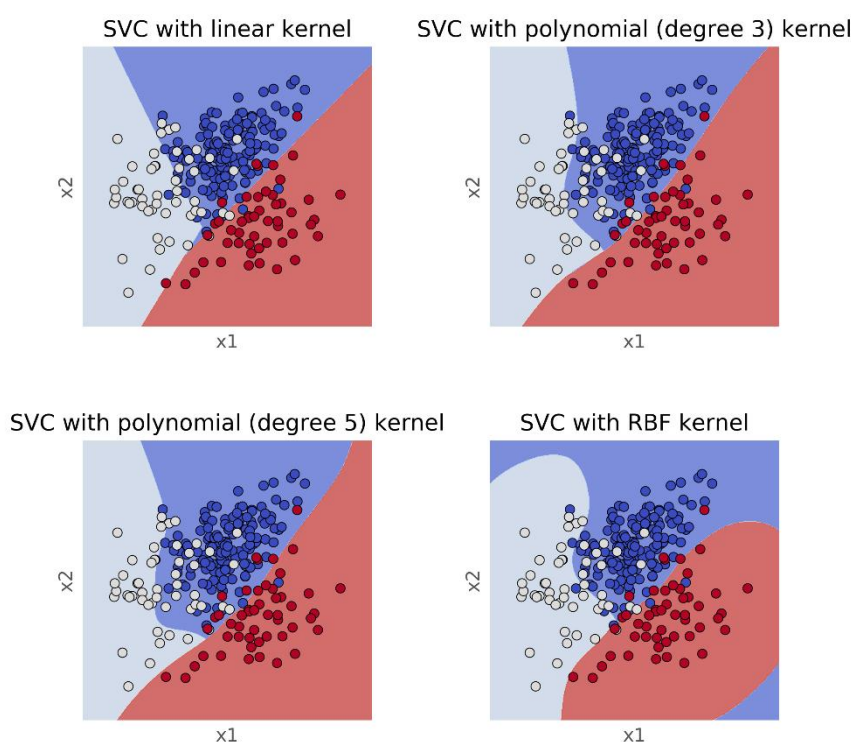 SVC with linear kernel
SVC with polynomial (degree 3) kernel
x2
x1
x2
x1
SVC with polynomial (degree 5) kernel
SVC with RBF kernel
x2
x1
x2
x1